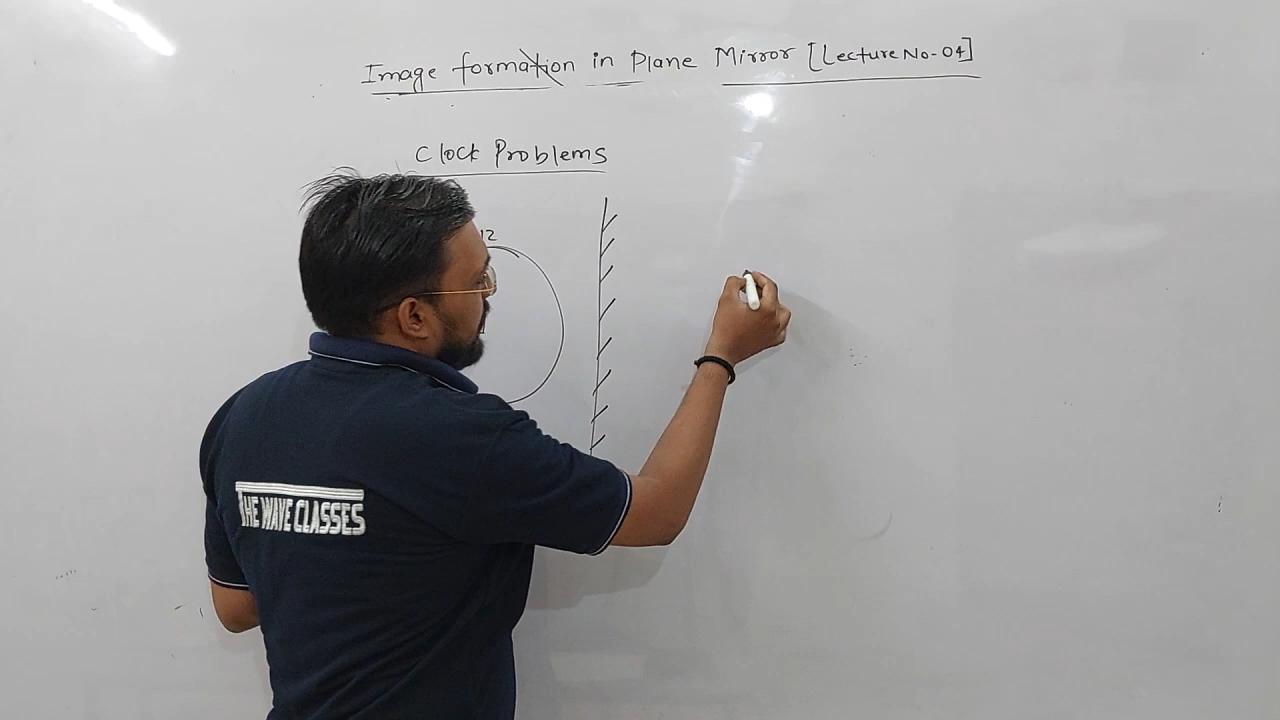 Image formation in Plane Mirror [Lecture No-04]
Clock Problems
12
THE WAVE CLASSES